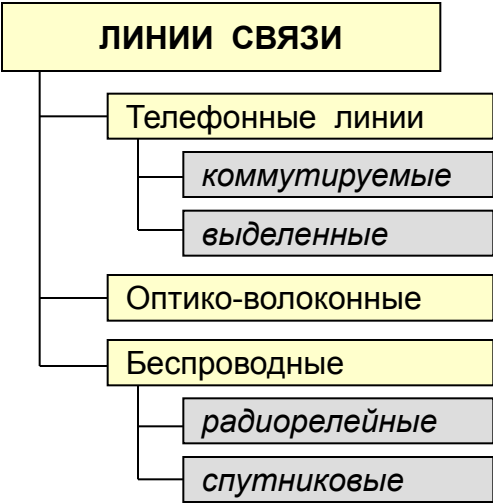 ЛИНИИ СВЯЗИ
Телефонные линии
коммутируемые
выделенные
Оптико-волоконные
Беспроводные
радиорелейные
спутниковые